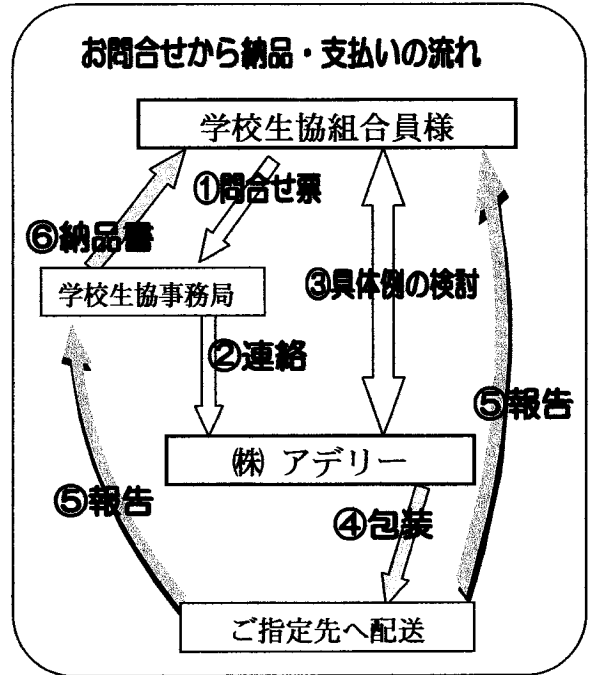 お問合せから納品・支払いの流れ
学校生協組合員様
①問合せ票
⑥納品書
学校生協事務局
③具体例の検討
②連絡
⑤報告
㈱ アデリー
⑤報告
④包装
ご指定先へ配送